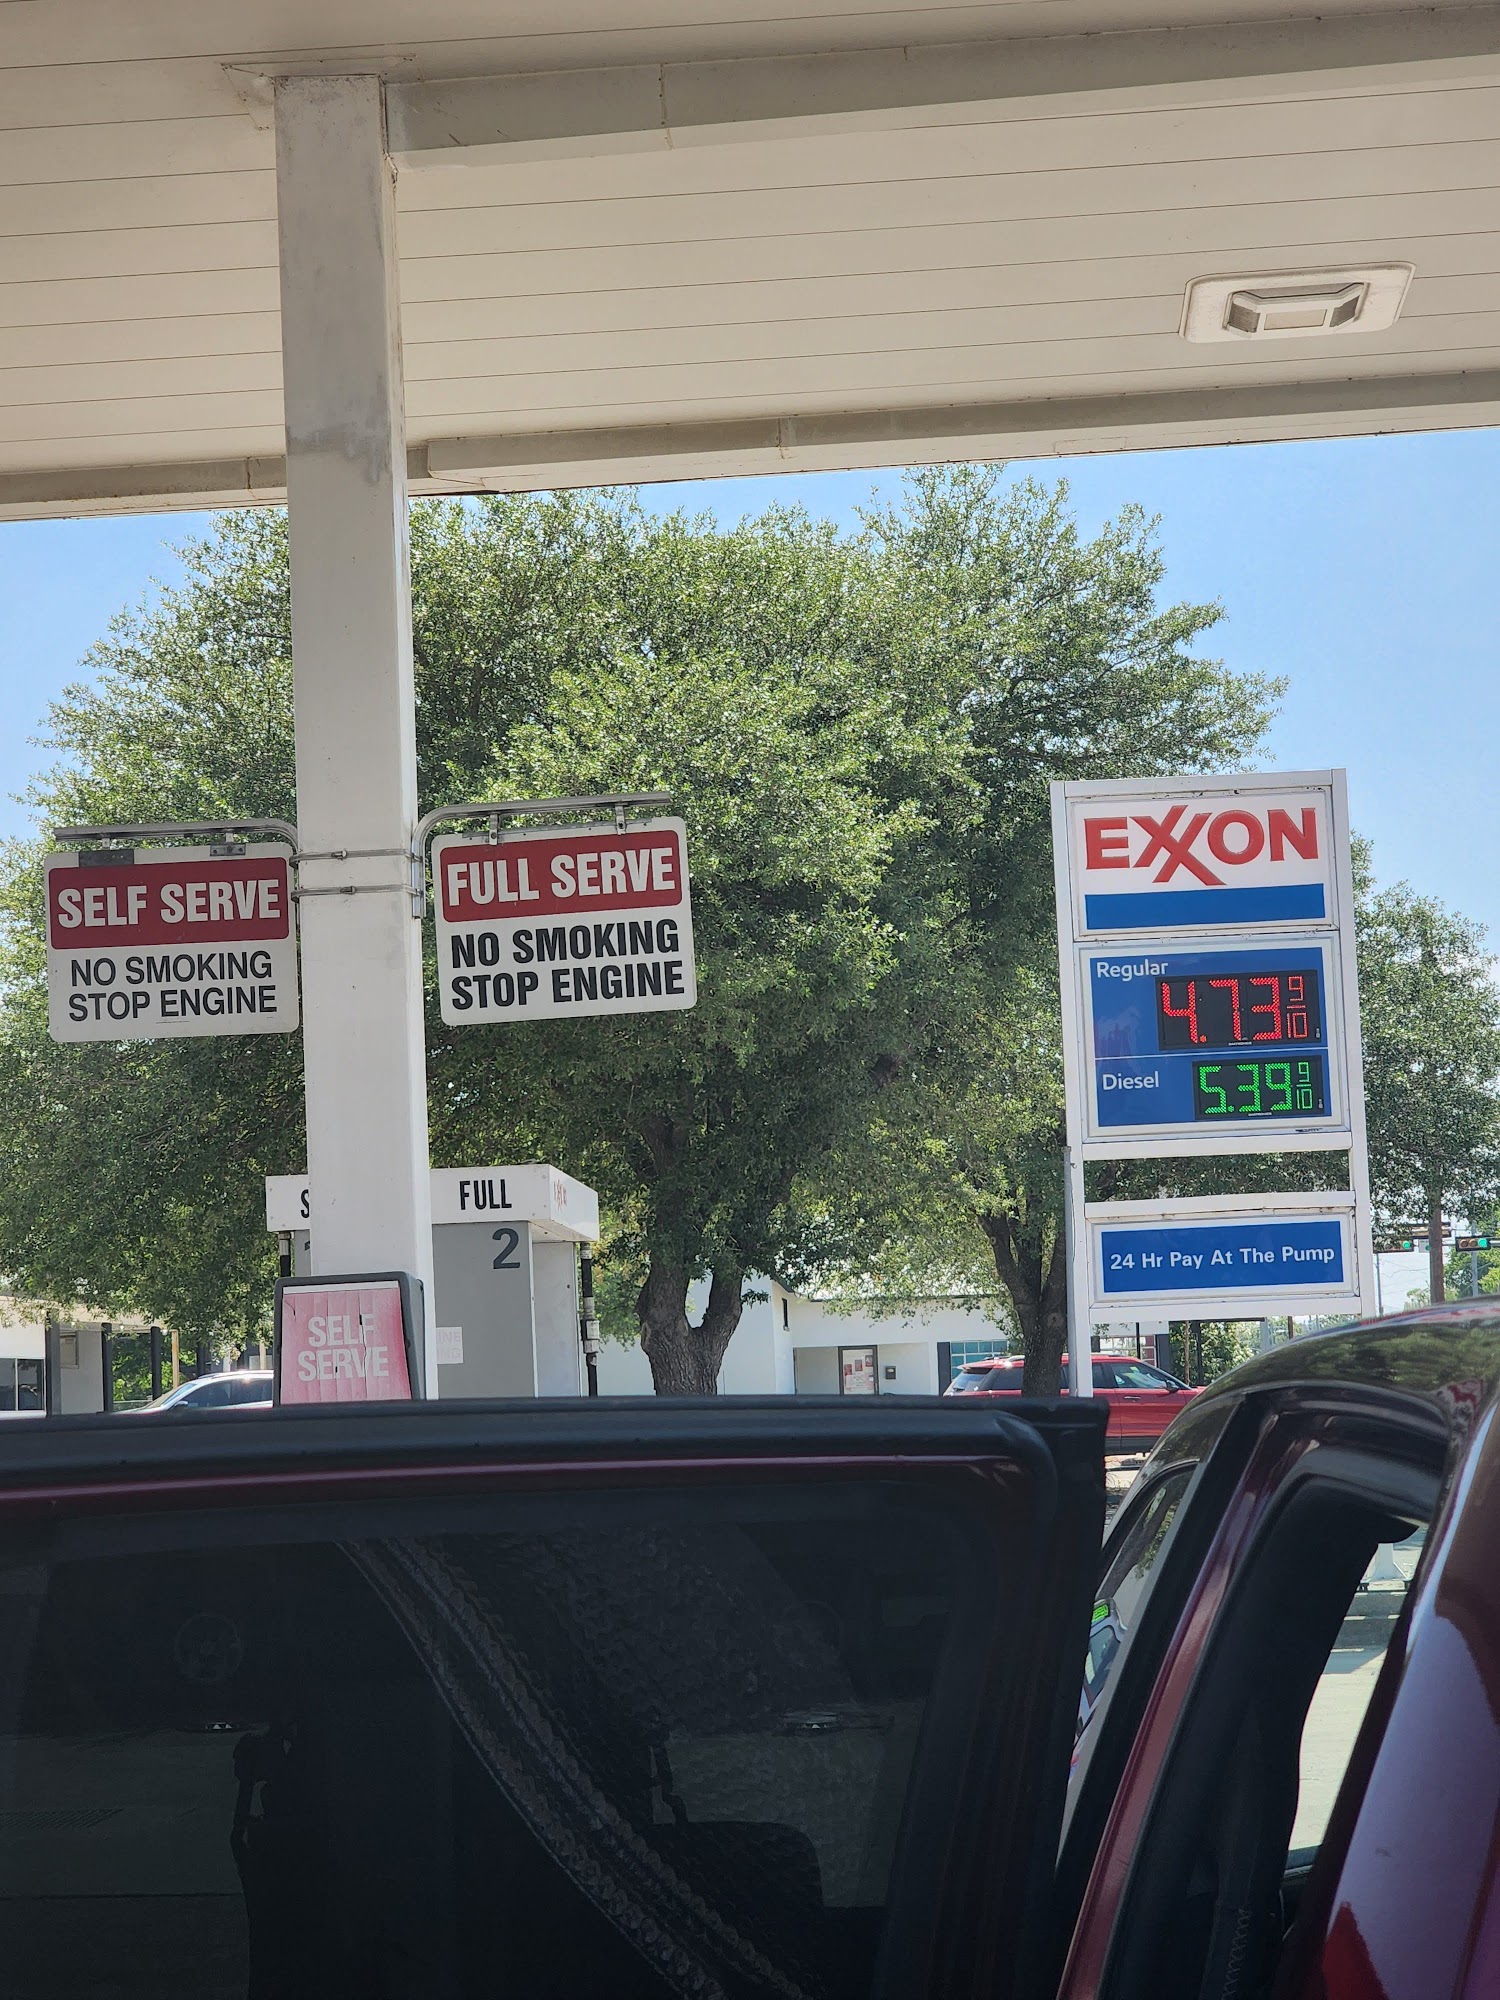 SELF SERVE
NO SMOKING
STOP ENGINE
FULL SERVE
NO SMOKING
STOP ENGINE
EXXON
Regular
4.73 9/10
Diesel
5.39 9/10
24 Hr Pay At The Pump
FULL
2
SELF
SERVE